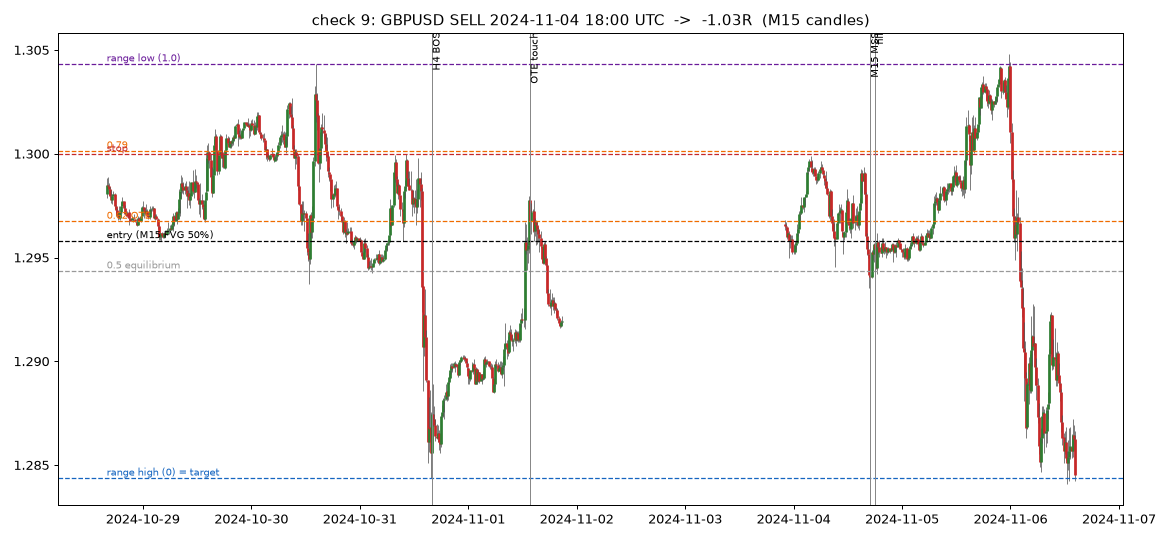 check 9: GBPUSD SELL 2024-11-04 18:00 UTC -> -1.03R (M15 candles)
1.305
1.300
1.295
1.290
1.285
range low (1.0)
H4 BOS
OTE touch
M15 MSS
0.79
stop
entry (M15 FVG 50%)
0.5 equilibrium
range high (0) = target
2024-10-29
2024-10-30
2024-10-31
2024-11-01
2024-11-02
2024-11-03
2024-11-04
2024-11-05
2024-11-06
2024-11-07